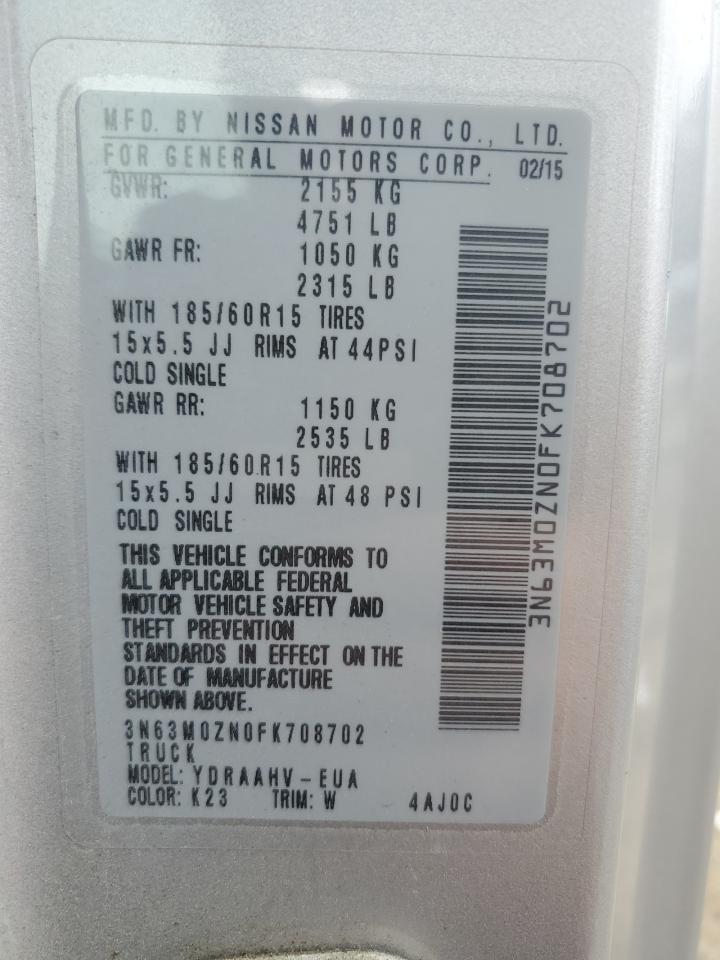 MFD. BY NISSAN MOTOR CO., LTD.
FOR GENERAL MOTORS CORP. 02/15
GVWR: 2155 KG
4751 LB
GAWR FR: 1050 KG
2315 LB
WITH 185/60R15 TIRES
15x5.5 JJ RIMS AT 44PSI
COLD SINGLE
GAWR RR: 1150 KG
2535 LB
WITH 185/60R15 TIRES
15x5.5 JJ RIMS AT 48 PSI
COLD SINGLE
THIS VEHICLE CONFORMS TO
ALL APPLICABLE FEDERAL
MOTOR VEHICLE SAFETY AND
THEFT PREVENTION
STANDARDS IN EFFECT ON THE
DATE OF MANUFACTURE
SHOWN ABOVE.
3N63M0ZN0FK708702
TRUCK
MODEL: YDRAAHV-EUA
COLOR: K23 TRIM: W 4AJ0C
3N63M0ZN0FK708702